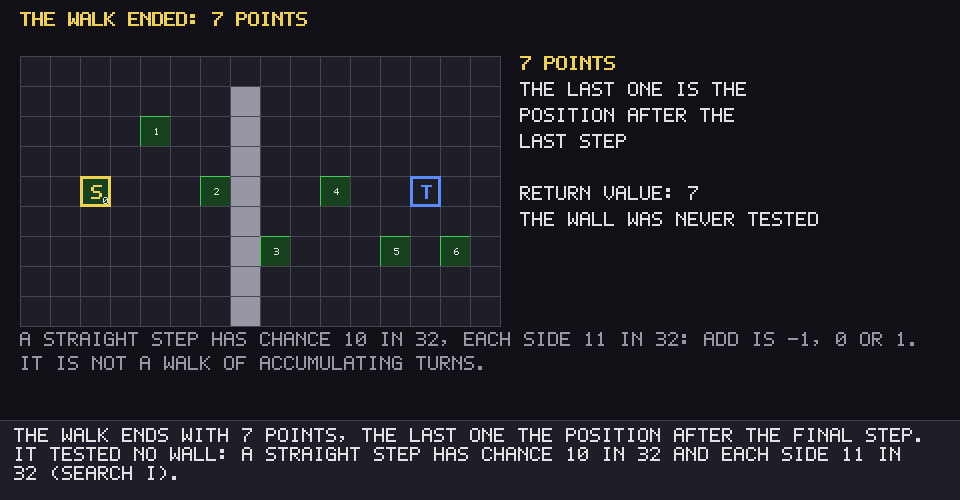 THE WALK ENDED: 7 POINTS
7 POINTS
THE LAST ONE IS THE
POSITION AFTER THE
LAST STEP
1
S
0
2
4
T
RETURN VALUE: 7
THE WALL WAS NEVER TESTED
3
5
6
A STRAIGHT STEP HAS CHANCE 10 IN 32, EACH SIDE 11 IN 32: ADD IS -1, 0 OR 1.
IT IS NOT A WALK OF ACCUMULATING TURNS.
THE WALK ENDS WITH 7 POINTS, THE LAST ONE THE POSITION AFTER THE FINAL STEP.
IT TESTED NO WALL: A STRAIGHT STEP HAS CHANCE 10 IN 32 AND EACH SIDE 11 IN
32 (SEARCH I).